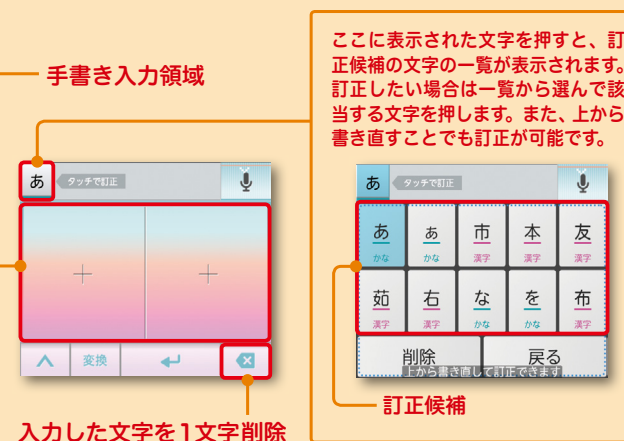 手書き入力領域
ここに表示された文字を押すと、訂
正候補の文字の一覧が表示されます。
訂正したい場合は一覧から選んで該
当する文字を押します。また、上から
書き直すことでも訂正が可能です。
あ タッチで訂正
変換
入力した文字を1文字削除
あ タッチで訂正
あ ぁ 市 本 友
かな かな 漢字 漢字 漢字
茹 右 な を 布
漢字 漢字 かな かな 漢字
削除 戻る
上から書き直して訂正できます
訂正候補